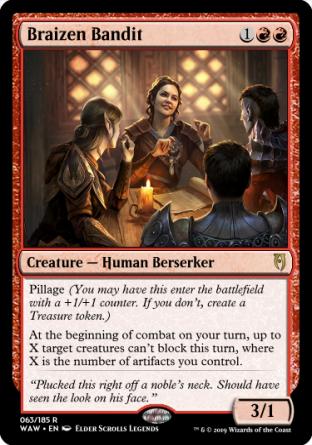 Braizen Bandit 1
Creature — Human Berserker
Pillage (You may have this enter the battlefield
with a +1/+1 counter. If you don't, create a
Treasure token.)
At the beginning of combat on your turn, up to
X target creatures can't block this turn, where
X is the number of artifacts you control.
"Plucked this right off a noble's neck. Should have
seen the look on his face."
3/1
063/185 R
WAW • EN ELDER SCROLLS LEGENDS
™ & © 2019 Wizards of the Coast